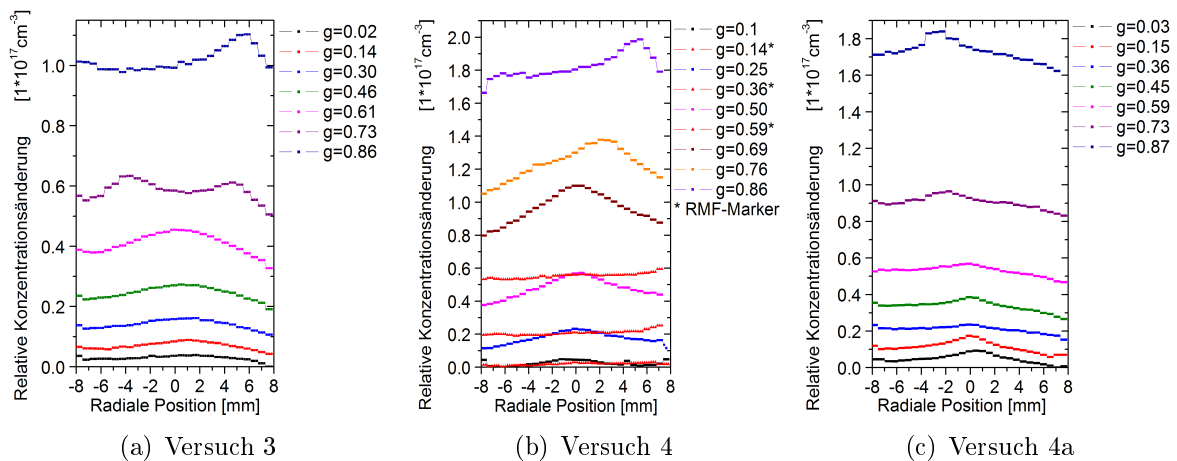 Relative Konzentrationsänderung [1*10^17cm^-3]
1.0
0.8
0.6
0.4
0.2
0.0
-8 -6 -4 -2 0 2 4 6 8
Radiale Position [mm]
g=0.02
g=0.14
g=0.30
g=0.46
g=0.61
g=0.73
g=0.86
(a) Versuch 3
Relative Konzentrationsänderung [1*10^17cm^-3]
2.0
1.8
1.6
1.4
1.2
1.0
0.8
0.6
0.4
0.2
0.0
-8 -6 -4 -2 0 2 4 6 8
Radiale Position [mm]
g=0.1
g=0.14*
g=0.25
g=0.36*
g=0.50
g=0.59*
g=0.69
g=0.76
g=0.86
* RMF-Marker
(b) Versuch 4
Relative Konzentrationsänderung [1*10^17cm^-3]
1.8
1.6
1.4
1.2
1.0
0.8
0.6
0.4
0.2
0.0
-8 -6 -4 -2 0 2 4 6 8
Radiale Position [mm]
g=0.03
g=0.15
g=0.36
g=0.45
g=0.59
g=0.73
g=0.87
(c) Versuch 4a